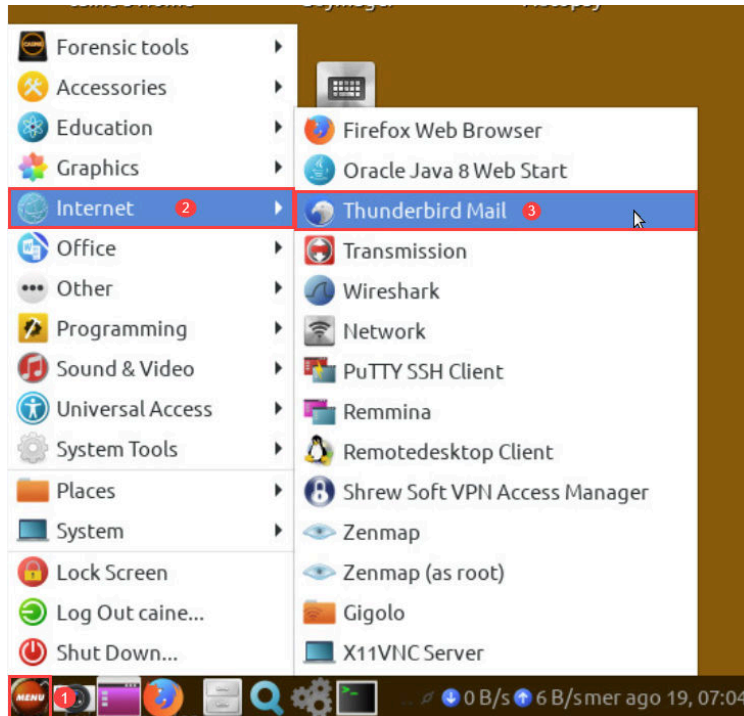 Forensic tools
Accessories
Education
Graphics
Internet 2
Office
Other
Programming
Sound & Video
Universal Access
System Tools
Places
System
Lock Screen
Log Out caine...
Shut Down...
Firefox Web Browser
Oracle Java 8 Web Start
Thunderbird Mail 3
Transmission
Wireshark
Network
PuTTY SSH Client
Remmina
Remotedesktop Client
Shrew Soft VPN Access Manager
Zenmap
Zenmap (as root)
Gigolo
X11VNC Server
MENU 1 0 B/s 6 B/s mer ago 19, 07:04